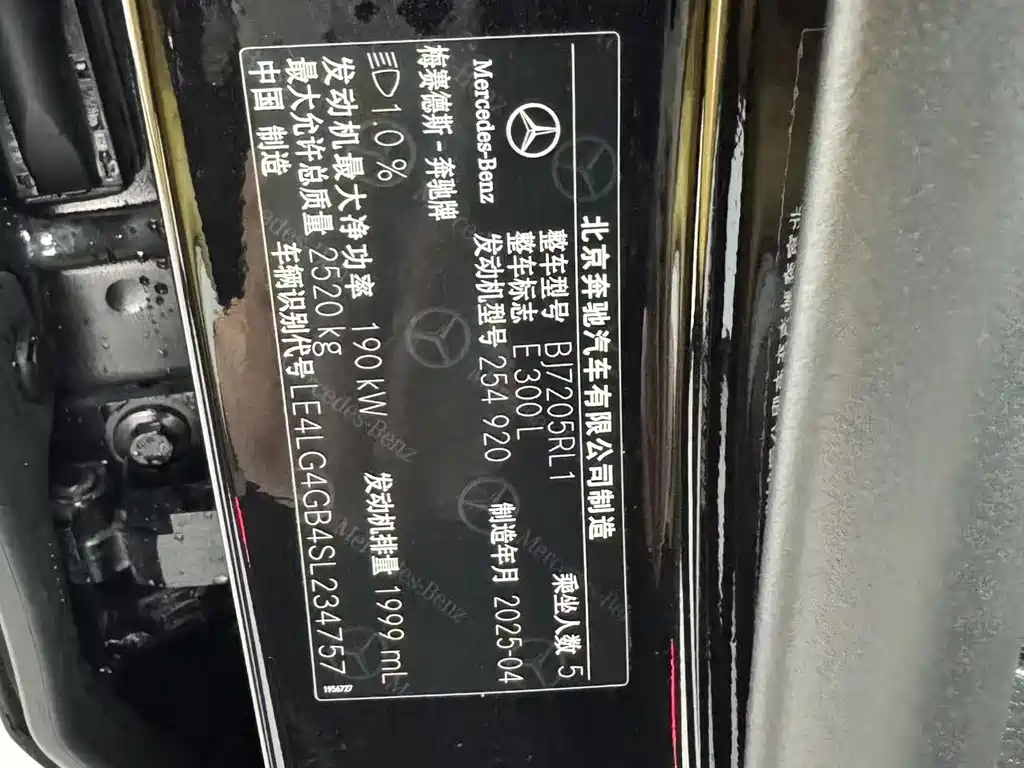 北京奔驰汽车有限公司制造
Mercedes-Benz
梅赛德斯-奔驰牌
整车型号 BJ7205RL1 乘坐人数 5
整车标志 E 300 L
发动机型号 254 920 制造年月 2025-04
1.0 %
发动机最大净功率 190 kW 发动机排量 1999 mL
最大允许总质量 2520 kg
中国 制造 车辆识别代号 LE4LG4GB4SL234757
1956727